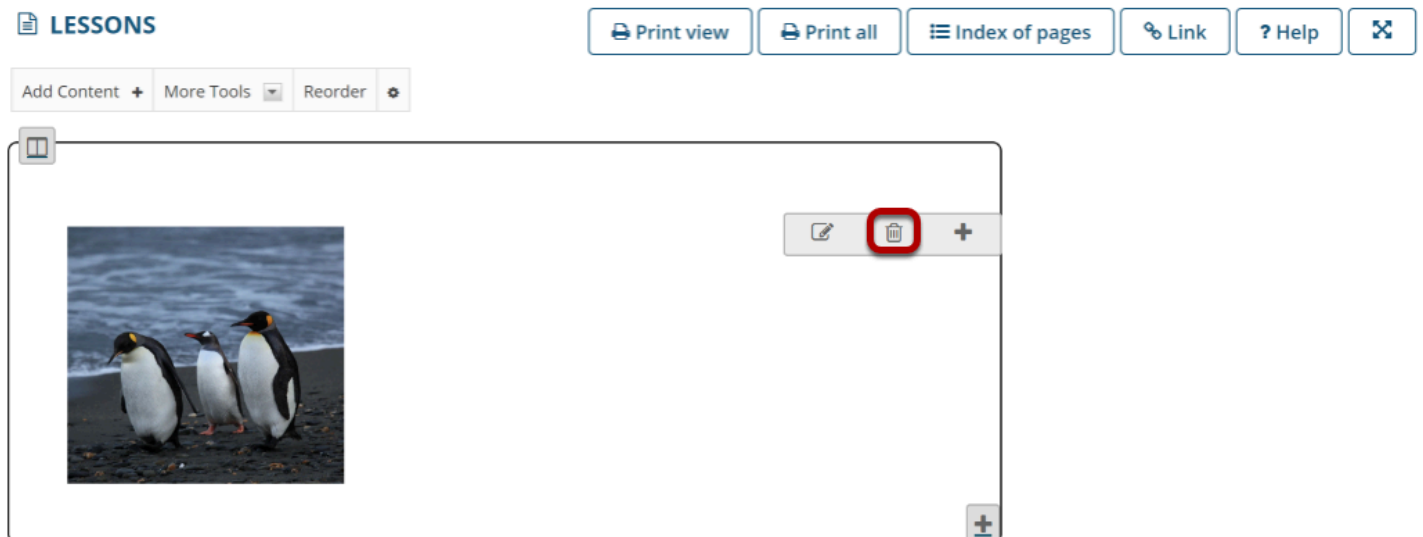 LESSONS
Print view Print all Index of pages Link ? Help
Add Content + More Tools Reorder